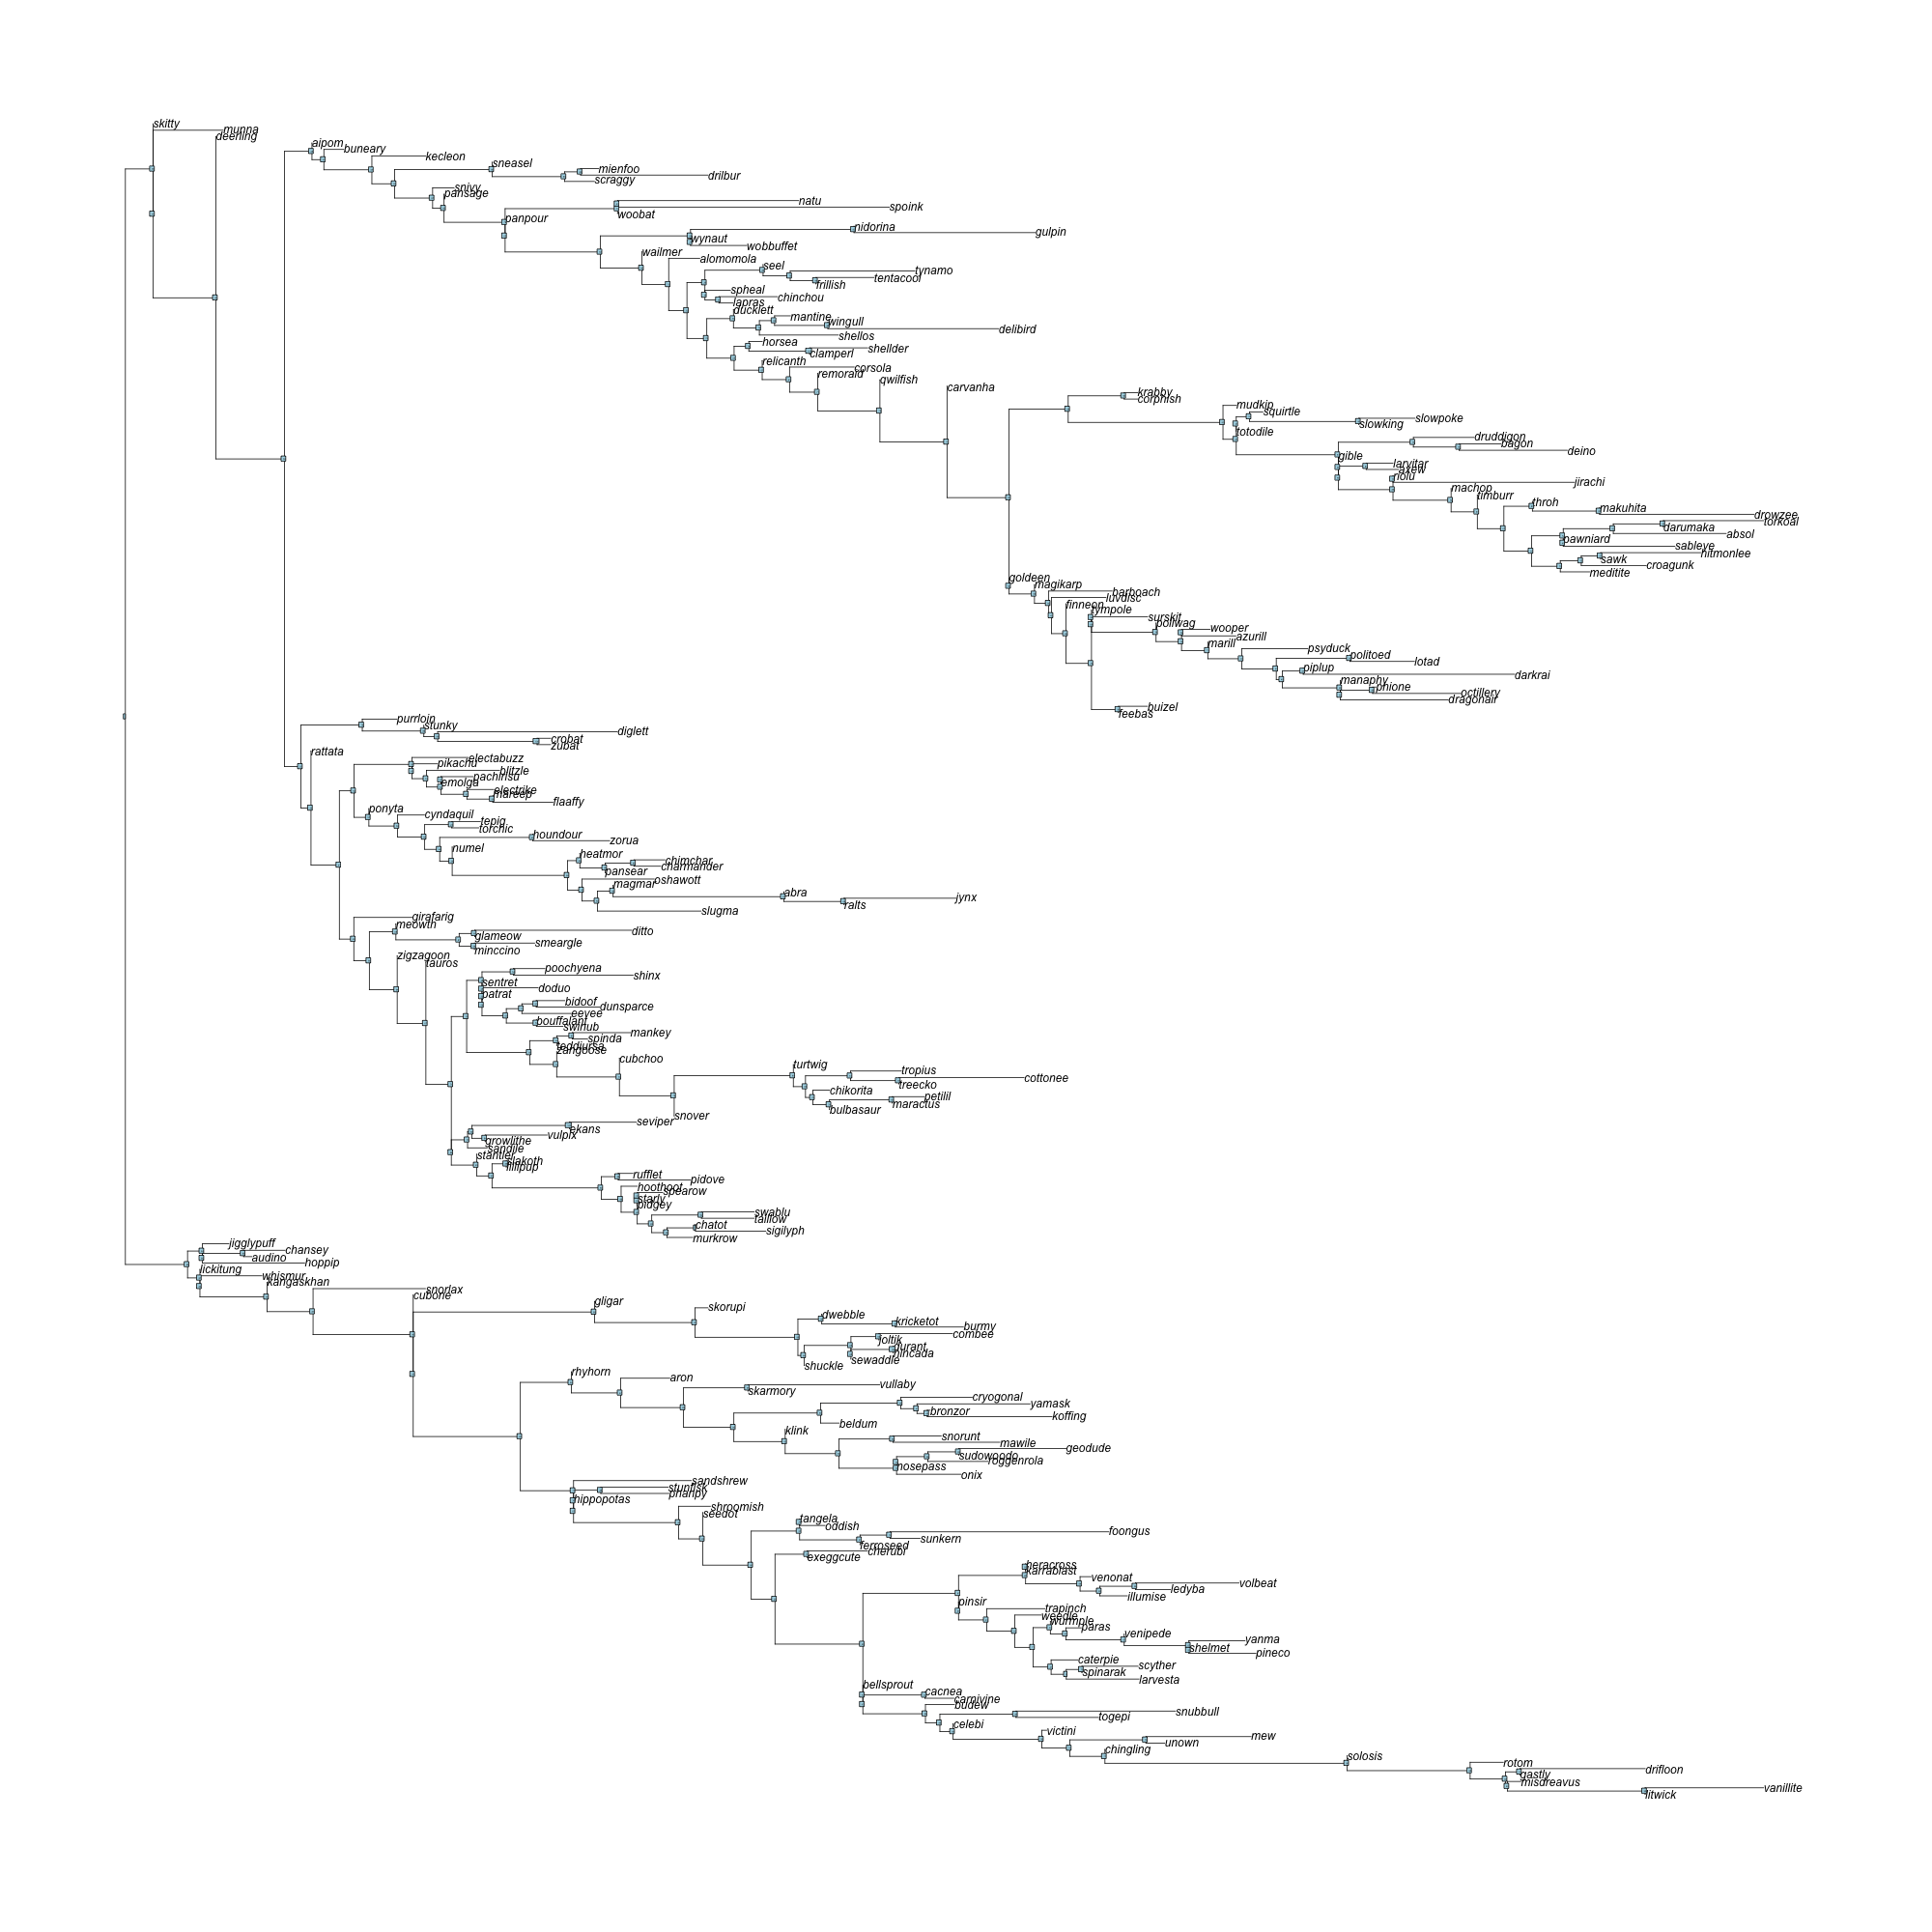 skitty
munna
deerling
aipom
buneary
kecleon
sneasel
mienfoo
drilbur
scraggy
snivy
pansage
natu
spoink
woobat
panpour
nidorina
gulpin
wynaut
wobbuffet
wailmer
alomomola
seel
tynamo
tentacool
frillish
spheal
chinchou
lapras
ducklett
mantine
wingull
delibird
shellos
horsea
shellder
clamperl
relicanth
corsola
remoraid
qwilfish
carvanha
krabby
corphish
mudkip
squirtle
slowpoke
slowking
totodile
druddigon
bagon
deino
gible
larvitar
axew
riolu
jirachi
machop
timburr
throh
makuhita
drowzee
torkoal
darumaka
absol
pawniard
sableye
hitmonlee
sawk
croagunk
meditite
goldeen
magikarp
barboach
luvdisc
finneon
tympole
surskit
poliwag
wooper
azurill
marill
psyduck
politoed
lotad
piplup
darkrai
manaphy
phione
octillery
dragonair
buizel
feebas
purrloin
stunky
diglett
crobat
zubat
rattata
electabuzz
pikachu
blitzle
pachirisu
emolga
electrike
mareep
flaaffy
ponyta
cyndaquil
tepig
torchic
houndour
zorua
numel
heatmor
chimchar
charmander
pansear
oshawott
magmar
abra
jynx
ralts
slugma
girafarig
meowth
ditto
glameow
smeargle
minccino
zigzagoon
tauros
poochyena
shinx
sentret
doduo
patrat
bidoof
dunsparce
eevee
bouffalant
swinub
mankey
spinda
teddiursa
zangoose
cubchoo
turtwig
tropius
cottonee
treecko
chikorita
petilil
maractus
bulbasaur
snover
seviper
ekans
vulpix
growlithe
sandile
stantler
slakoth
lillipup
rufflet
pidove
hoothoot
spearow
starly
pidgey
swablu
taillow
chatot
sigilyph
murkrow
jigglypuff
chansey
audino
hoppip
lickitung
whismur
kangaskhan
snorlax
cubone
gligar
skorupi
dwebble
kricketot
burmy
combee
joltik
durant
nincada
sewaddle
shuckle
rhyhorn
aron
vullaby
skarmory
cryogonal
yamask
bronzor
koffing
beldum
klink
snorunt
mawile
geodude
sudowoodo
roggenrola
nosepass
onix
sandshrew
stunfisk
phanpy
hippopotas
shroomish
seedot
tangela
oddish
foongus
sunkern
ferroseed
cherubi
exeggcute
heracross
karrablast
venonat
volbeat
ledyba
illumise
pinsir
trapinch
weedle
wurmple
paras
venipede
yanma
shelmet
pineco
caterpie
scyther
spinarak
larvesta
bellsprout
cacnea
carnivine
budew
snubbull
togepi
celebi
victini
mew
unown
chingling
solosis
rotom
drifloon
gastly
misdreavus
vanillite
litwick